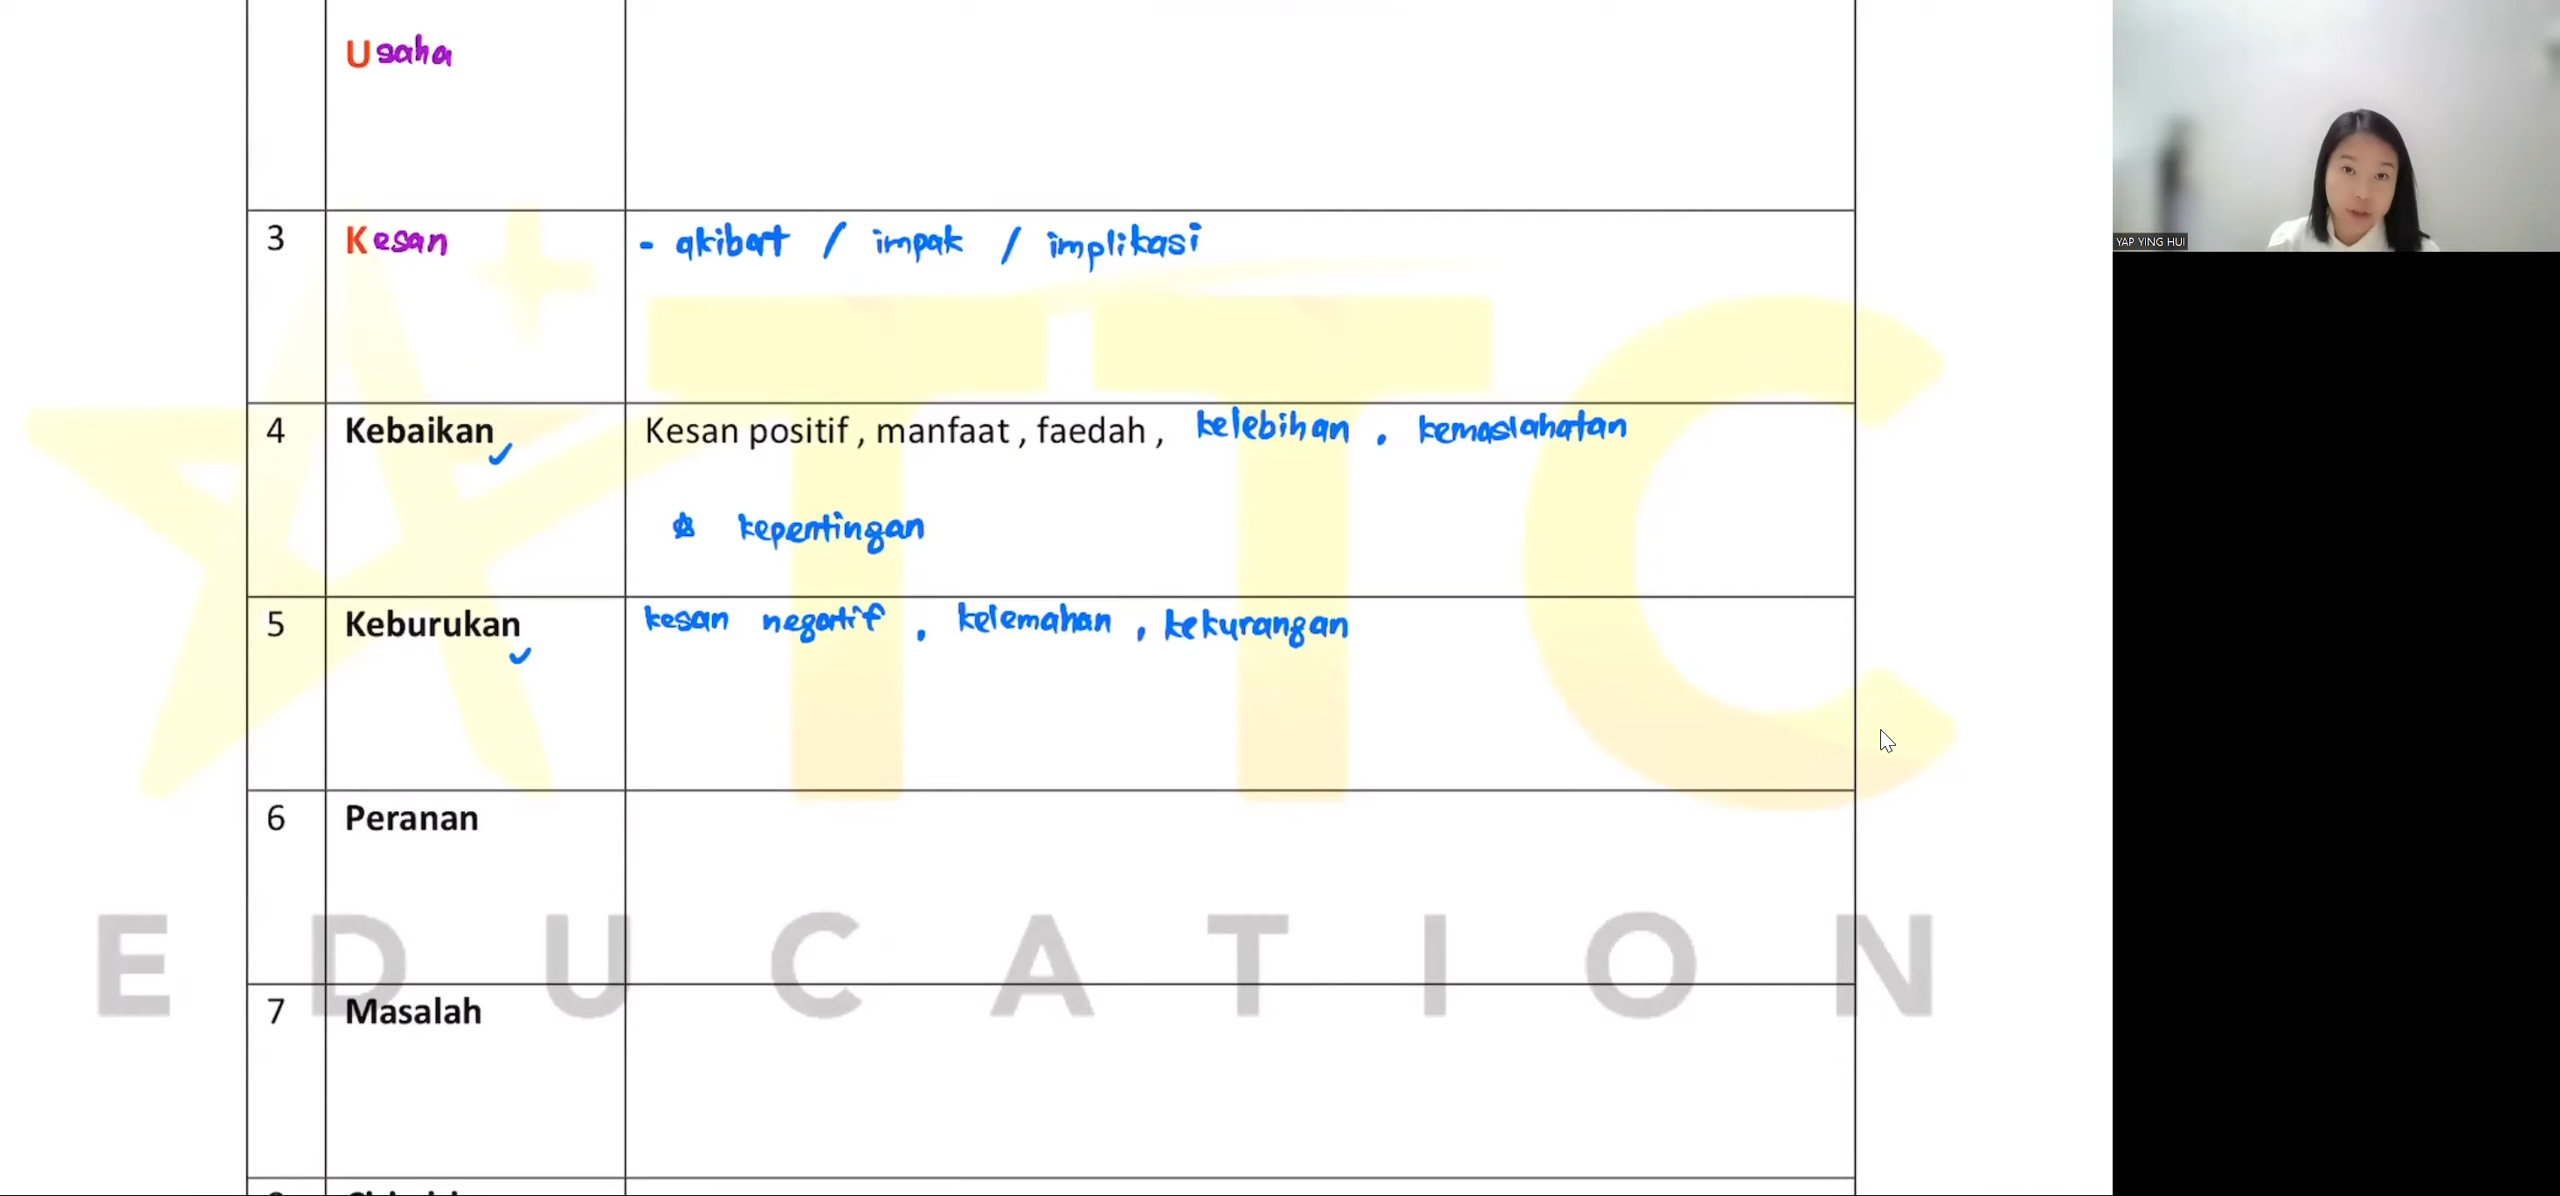 Usaha
3 Kesan - akibat / impak / implikasi
4 Kebaikan Kesan positif , manfaat , faedah , kelebihan , kemaslahatan
kepentingan
5 Keburukan kesan negatif , kelemahan , kekurangan
6 Peranan
7 Masalah
TTC
EDUCATION
YAP YING HUI